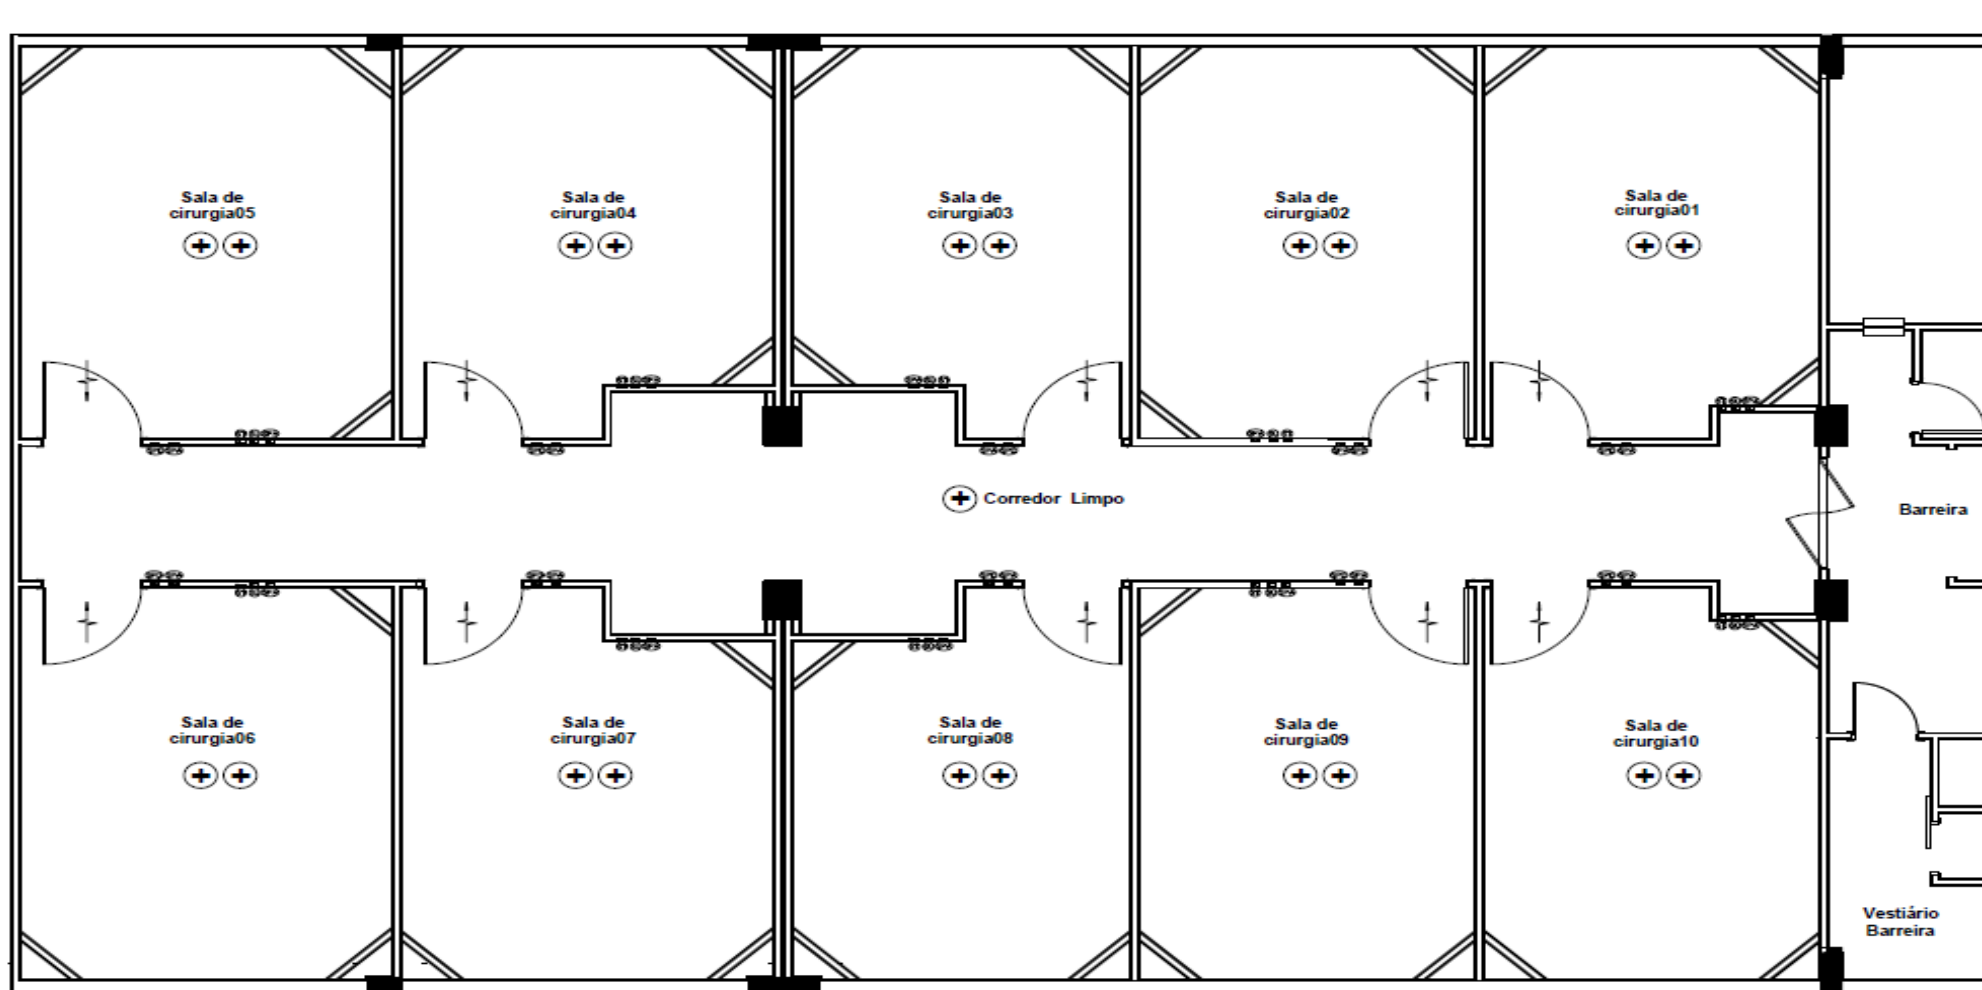 Sala de
cirurgia05
Sala de
cirurgia04
Sala de
cirurgia03
Sala de
cirurgia02
Sala de
cirurgia01
Corredor Limpo
Barreira
Sala de
cirurgia06
Sala de
cirurgia07
Sala de
cirurgia08
Sala de
cirurgia09
Sala de
cirurgia10
Vestiário
Barreira